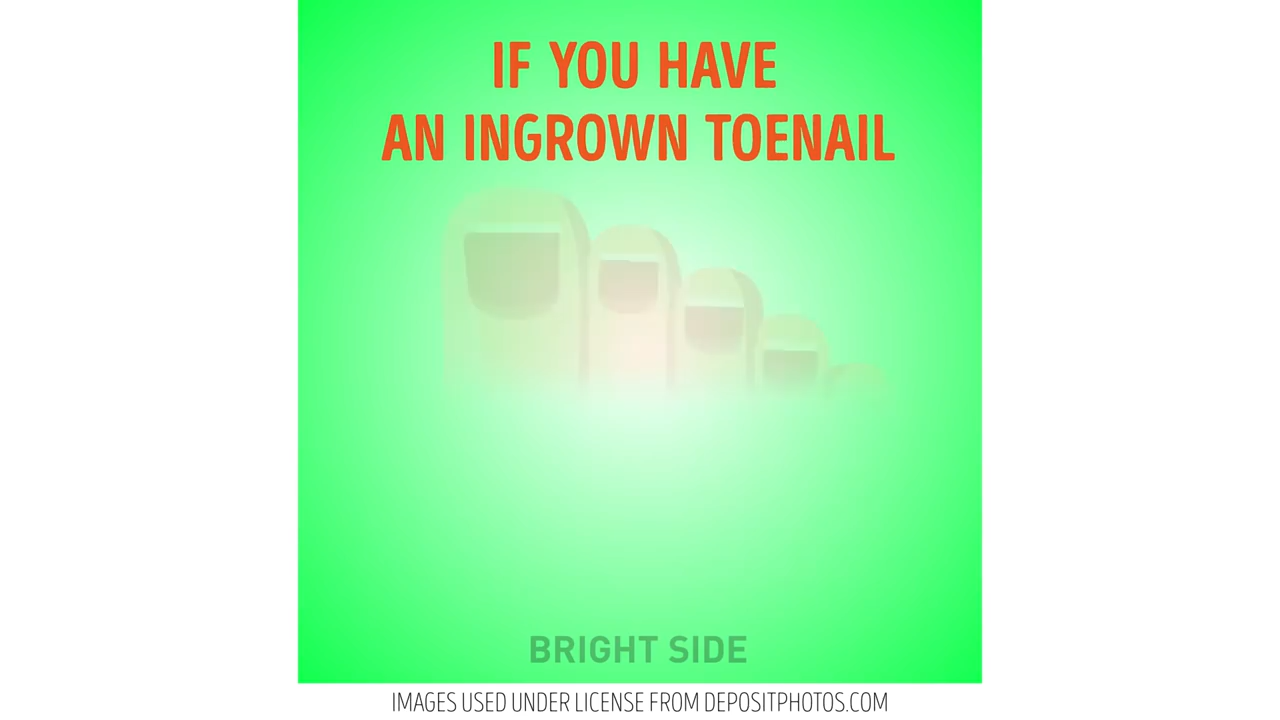 IF YOU HAVE
AN INGROWN TOENAIL
BRIGHT SIDE
IMAGES USED UNDER LICENSE FROM DEPOSITPHOTOS.COM